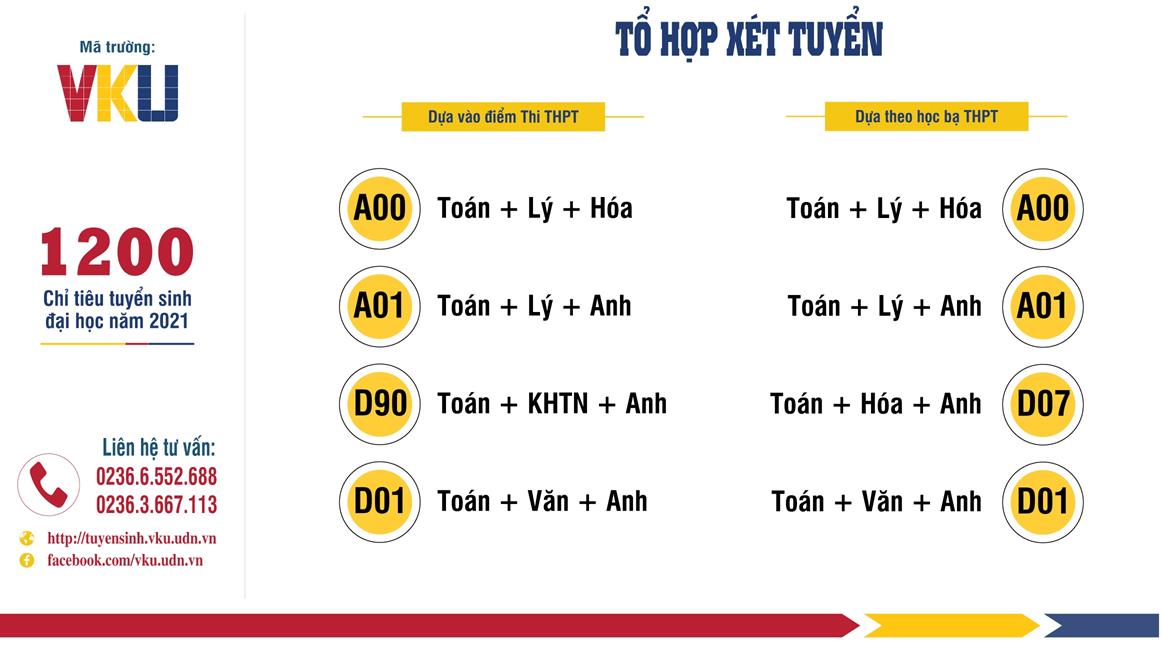 Mã trường:
VKU
1200
Chỉ tiêu tuyển sinh
đại học năm 2021
Liên hệ tư vấn:
0236.6.552.688
0236.3.667.113
http://tuyensinh.vku.udn.vn
facebook.com/vku.udn.vn
TỔ HỢP XÉT TUYỂN
Dựa vào điểm Thi THPT
A00 Toán + Lý + Hóa
A01 Toán + Lý + Anh
D90 Toán + KHTN + Anh
D01 Toán + Văn + Anh
Dựa theo học bạ THPT
Toán + Lý + Hóa A00
Toán + Lý + Anh A01
Toán + Hóa + Anh D07
Toán + Văn + Anh D01